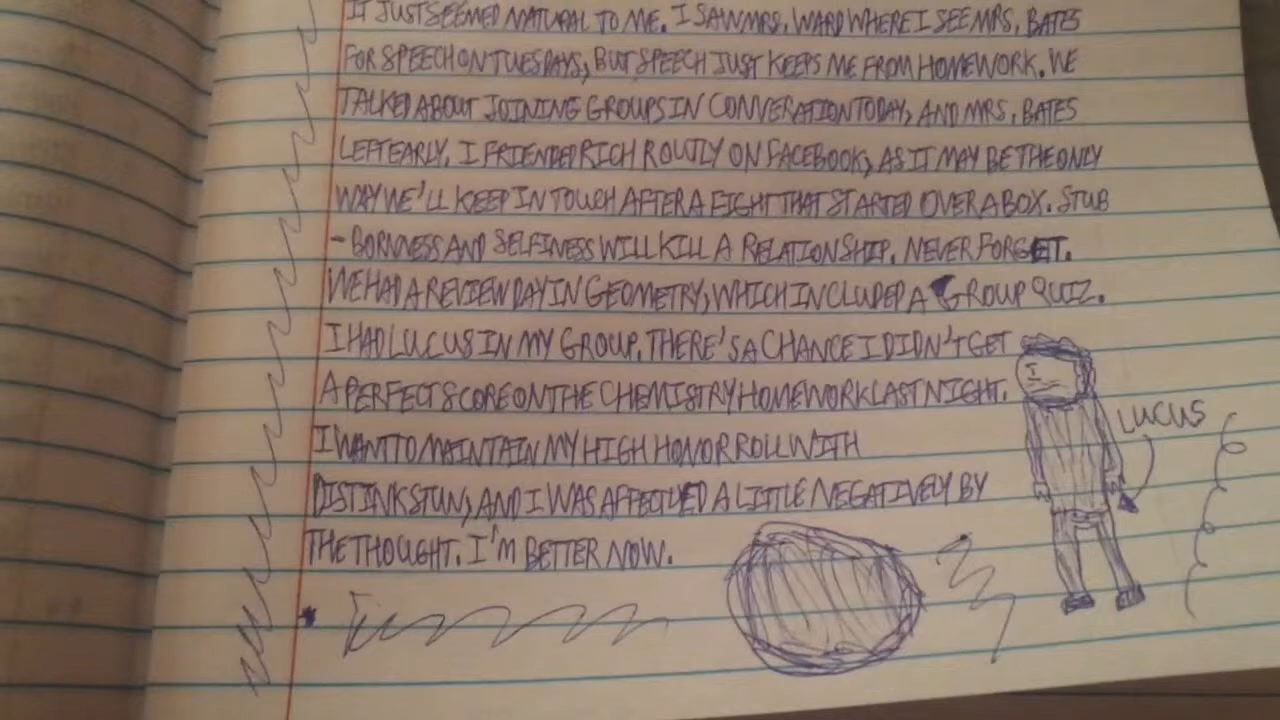 IT JUST SEEMED NATURAL TO ME. I SAW MRS. WARD WHERE I SEE MRS. BATES
FOR SPEECH ON TUESDAYS, BUT SPEECH JUST KEEPS ME FROM HOMEWORK. WE
TALKED ABOUT JOINING GROUPS IN CONVERATION TODAY, AND MRS. BATES
LEFT EARLY. I FRIENDED RICH ROUTLY ON FACEBOOK, AS IT MAY BE THE ONLY
WAY WE'LL KEEP IN TOUCH AFTER A FIGHT THAT STARTED OVER A BOX. STUB
-BORNNESS AND SELFINESS WILL KILL A RELATIONSHIP. NEVER FORGET.
WE HAD A REVIEW DAY IN GEOMETRY, WHICH INCLUDED A GROUP QUIZ.
I HAD LUCUS IN MY GROUP. THERE'S A CHANCE I DIDN'T GET
A PERFECT SCORE ON THE CHEMISTRY HOMEWORK LAST NIGHT.
LUCUS
I WANT TO MAINTAIN MY HIGH HONOR ROLL WITH
DISTINKSTUN, AND I WAS AFFECTED A LITTLE NEGATIVELY BY
THE THOUGHT. I'M BETTER NOW.